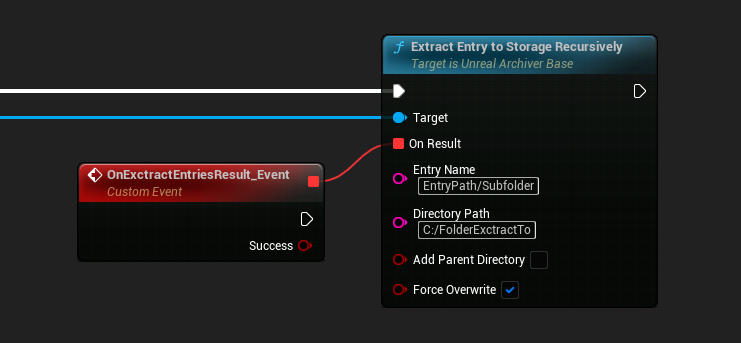 Extract Entry to Storage Recursively
Target is Unreal Archiver Base
Target
On Result
OnExctractEntriesResult_Event
Custom Event
Success
Entry Name
EntryPath/Subfolder
Directory Path
C:/FolderExctractTo
Add Parent Directory
Force Overwrite